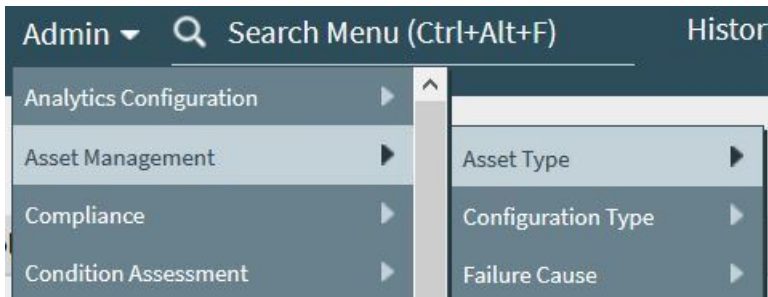 Admin Search Menu (Ctrl+Alt+F) Histor
Analytics Configuration
Asset Management Asset Type
Compliance Configuration Type
Condition Assessment Failure Cause